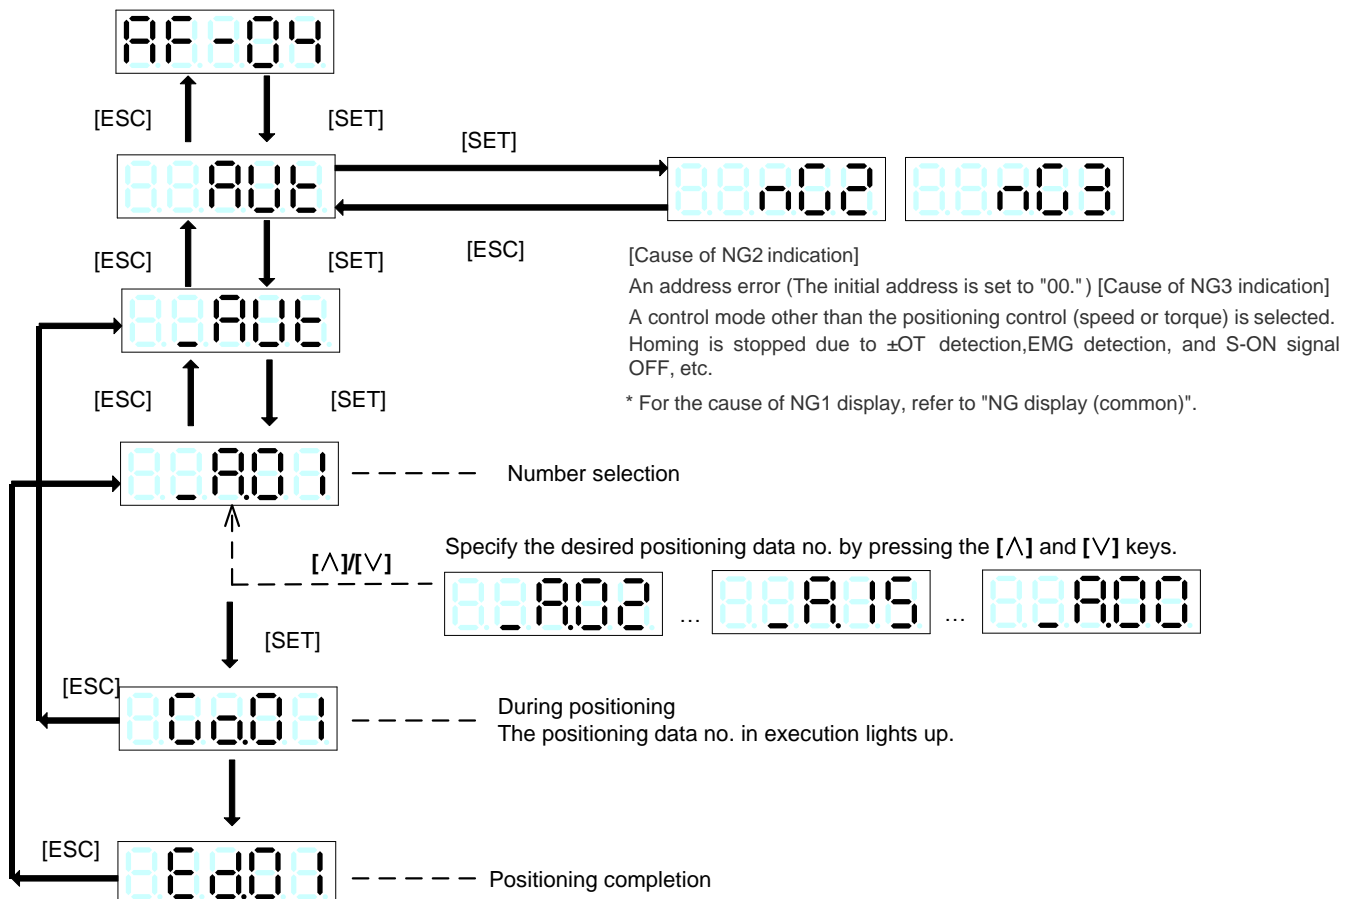 AF-04
[ESC] [SET]
[SET]
AUt
nG2 nG3
[ESC]
[ESC] [SET]
[Cause of NG2 indication]
An address error (The initial address is set to "00.") [Cause of NG3 indication]
A control mode other than the positioning control (speed or torque) is selected.
Homing is stopped due to ±OT detection,EMG detection, and S-ON signal
OFF, etc.
* For the cause of NG1 display, refer to "NG display (common)".
_AUt
[ESC] [SET]
_A.01
Number selection
Specify the desired positioning data no. by pressing the [∧] and [∨] keys.
[∧]/[∨]
_A.02 … _A.15 … _A.00
[SET]
[ESC]
Go.01
During positioning
The positioning data no. in execution lights up.
[ESC]
Ed.01
Positioning completion